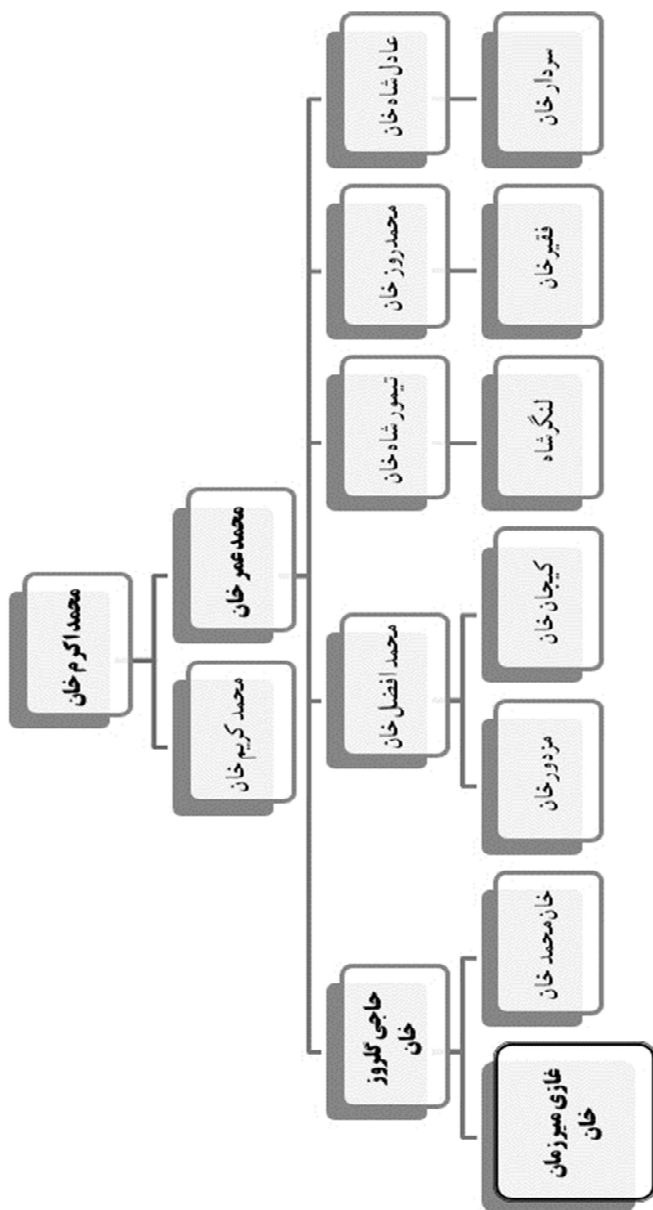 محمد اکرم خان
محمد عمر خان
محمد کریم خان
عادل شاه خان
محمد روز خان
تیمور شاه خان
محمد افضل خان
حاجی گلروز
خان
سردار خان
فقیر خان
لنگر شاه
کیجان خان
مزدور خان
خان محمد خان
غازی میرزمان
خان